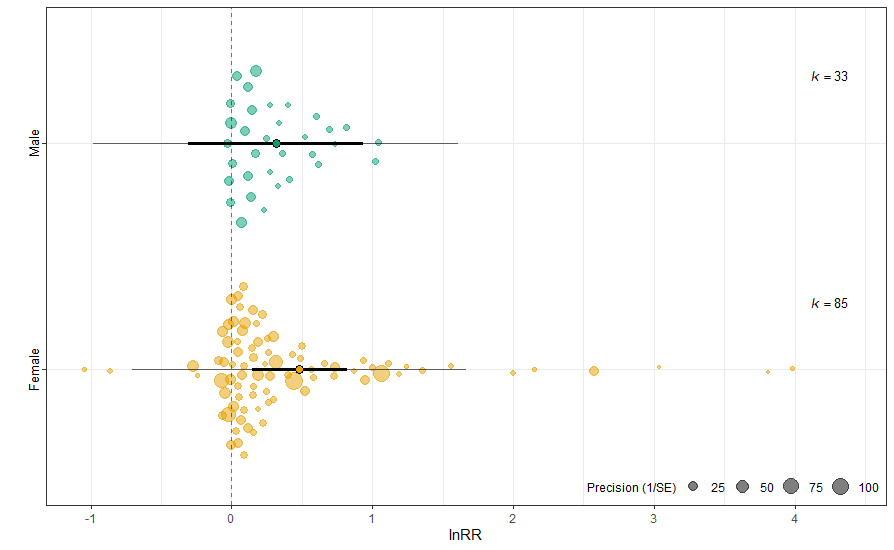 Male
k = 33
Female
k = 85
Precision (1/SE) 25 50 75 100
-1 0 1 2 3 4
lnRR